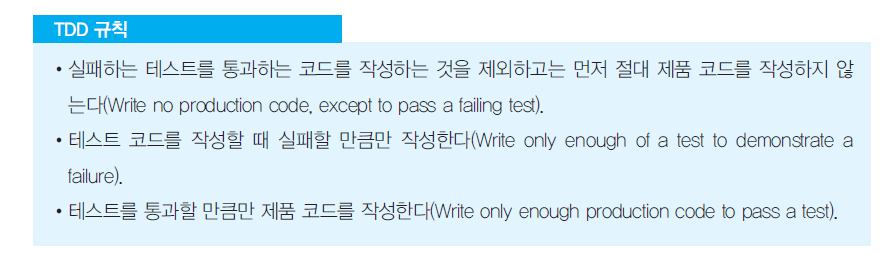 TDD 규칙
• 실패하는 테스트를 통과하는 코드를 작성하는 것을 제외하고는 먼저 절대 제품 코드를 작성하지 않
는다(Write no production code, except to pass a failing test).
• 테스트 코드를 작성할 때 실패할 만큼만 작성한다(Write only enough of a test to demonstrate a
failure).
• 테스트를 통과할 만큼만 제품 코드를 작성한다(Write only enough production code to pass a test).